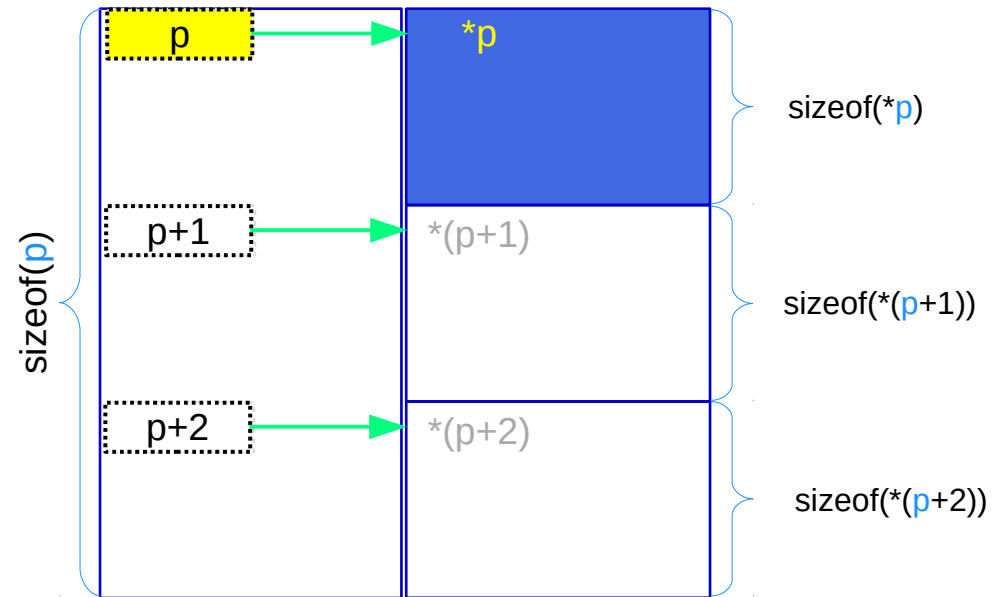 p
*p
sizeof(*p)
p+1
*(p+1)
sizeof(p)
sizeof(*(p+1))
p+2
*(p+2)
sizeof(*(p+2))